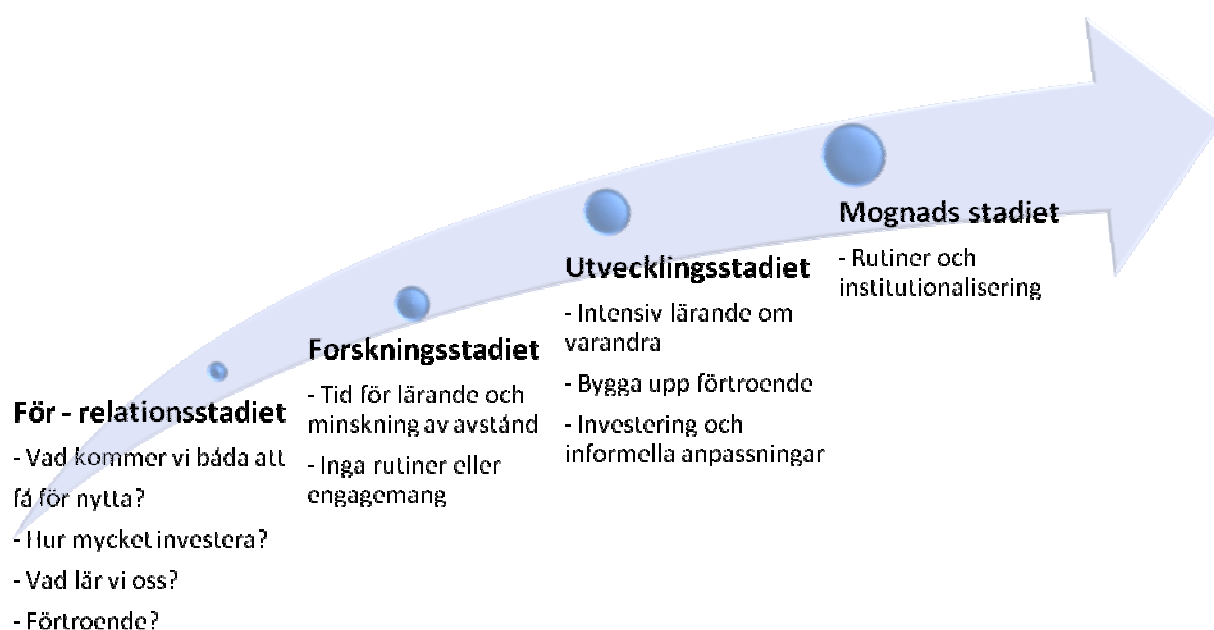 För - relationsstadiet
- Vad kommer vi båda att
få för nytta?
- Hur mycket investera?
- Vad lär vi oss?
- Förtroende?
Forskningsstadiet
- Tid för lärande och
minskning av avstånd
- Inga rutiner eller
engagemang
Utvecklingsstadiet
- Intensiv lärande om
varandra
- Bygga upp förtroende
- Investering och
informella anpassningar
Mognads stadiet
- Rutiner och
institutionalisering